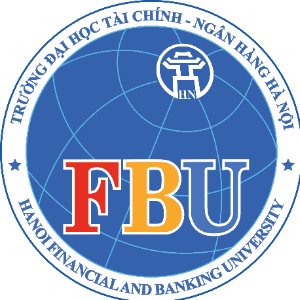 TRƯỜNG ĐẠI HỌC TÀI CHÍNH - NGÂN HÀNG HÀ NỘI
HN
FBU
HANOI FINANCIAL AND BANKING UNIVERSITY